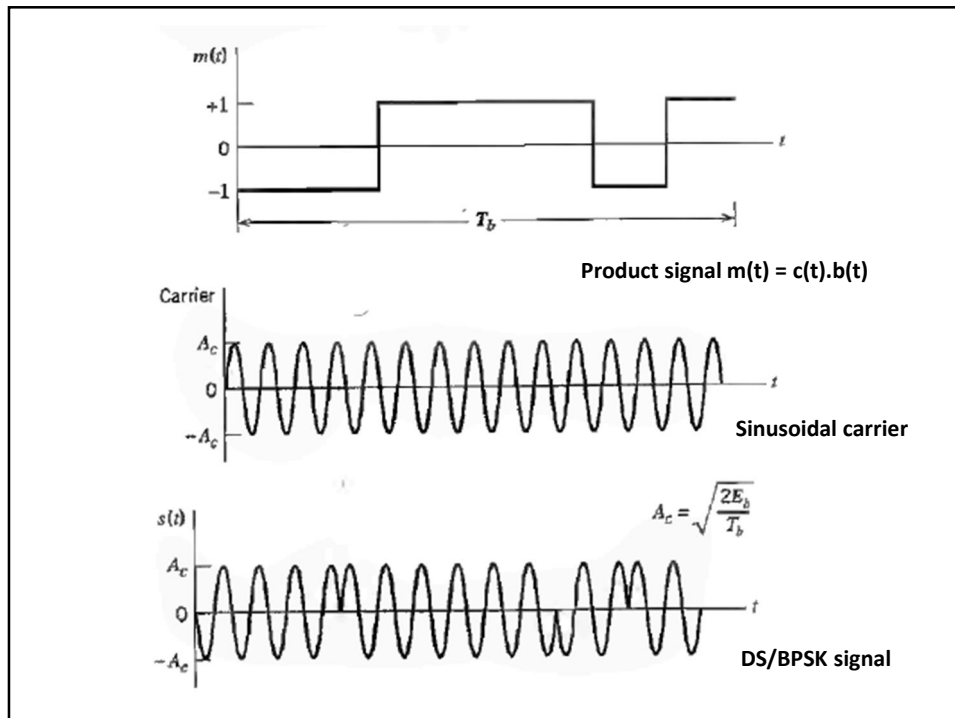 m(t)
+1
0
t
−1
T_b
Product signal m(t) = c(t).b(t)
Carrier
A_c
0
t
−A_c
Sinusoidal carrier
A_c = √(2E_b/T_b)
s(t)
A_c
0
t
−A_c
DS/BPSK signal